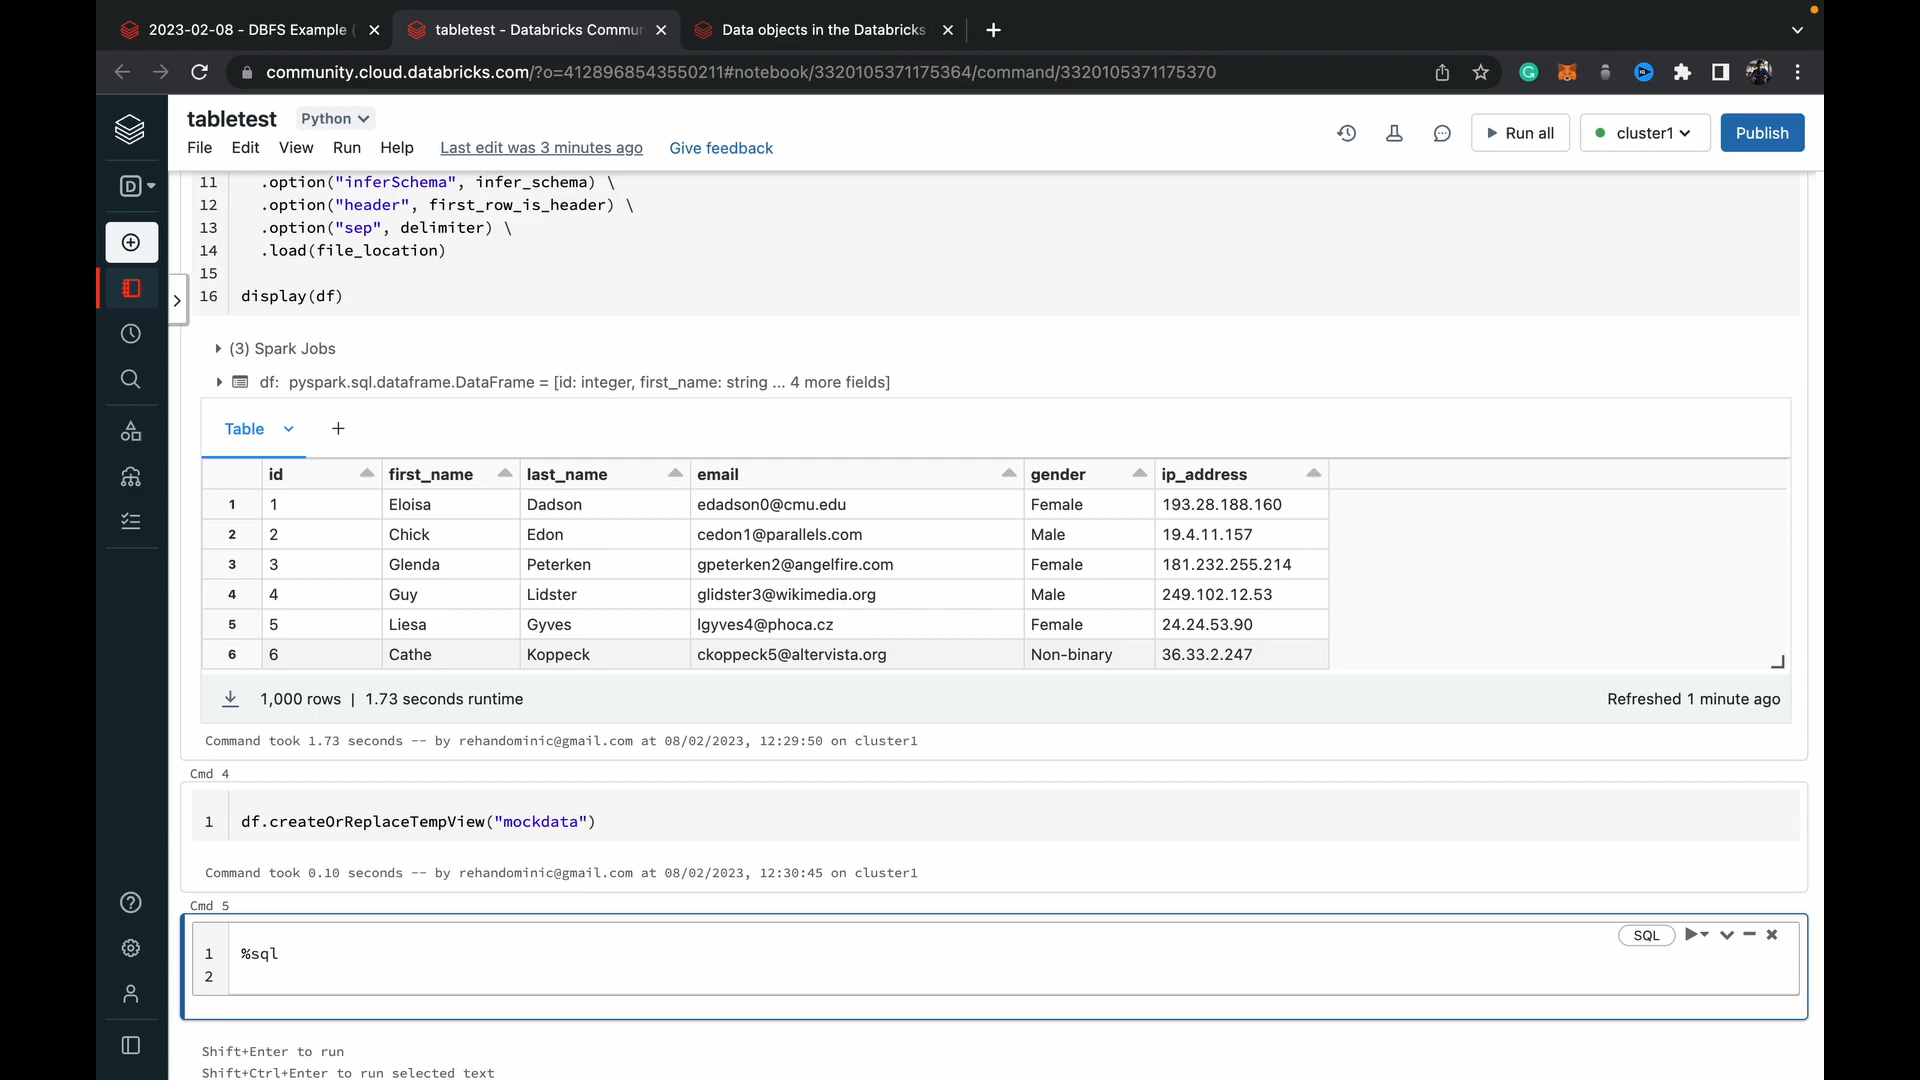 2023-02-08 - DBFS Example (
tabletest - Databricks Commun
Data objects in the Databricks
community.cloud.databricks.com/?o=4128968543550211#notebook/3320105371175364/command/3320105371175370
tabletest Python
File Edit View Run Help Last edit was 3 minutes ago Give feedback
Run all cluster1 Publish
D
11 .option("inferSchema", infer_schema) \
12 .option("header", first_row_is_header) \
13 .option("sep", delimiter) \
14 .load(file_location)
15
16 display(df)
(3) Spark Jobs
df: pyspark.sql.dataframe.DataFrame = [id: integer, first_name: string ... 4 more fields]
Table +
id first_name last_name email gender ip_address
1 1 Eloisa Dadson edadson0@cmu.edu Female 193.28.188.160
2 2 Chick Edon cedon1@parallels.com Male 19.4.11.157
3 3 Glenda Peterken gpeterken2@angelfire.com Female 181.232.255.214
4 4 Guy Lidster glidster3@wikimedia.org Male 249.102.12.53
5 5 Liesa Gyves lgyves4@phoca.cz Female 24.24.53.90
6 6 Cathe Koppeck ckoppeck5@altervista.org Non-binary 36.33.2.247
1,000 rows | 1.73 seconds runtime Refreshed 1 minute ago
Command took 1.73 seconds -- by rehandominic@gmail.com at 08/02/2023, 12:29:50 on cluster1
Cmd 4
1 df.createOrReplaceTempView("mockdata")
Command took 0.10 seconds -- by rehandominic@gmail.com at 08/02/2023, 12:30:45 on cluster1
Cmd 5
SQL
1 %sql
2
Shift+Enter to run
Shift+Ctrl+Enter to run selected text